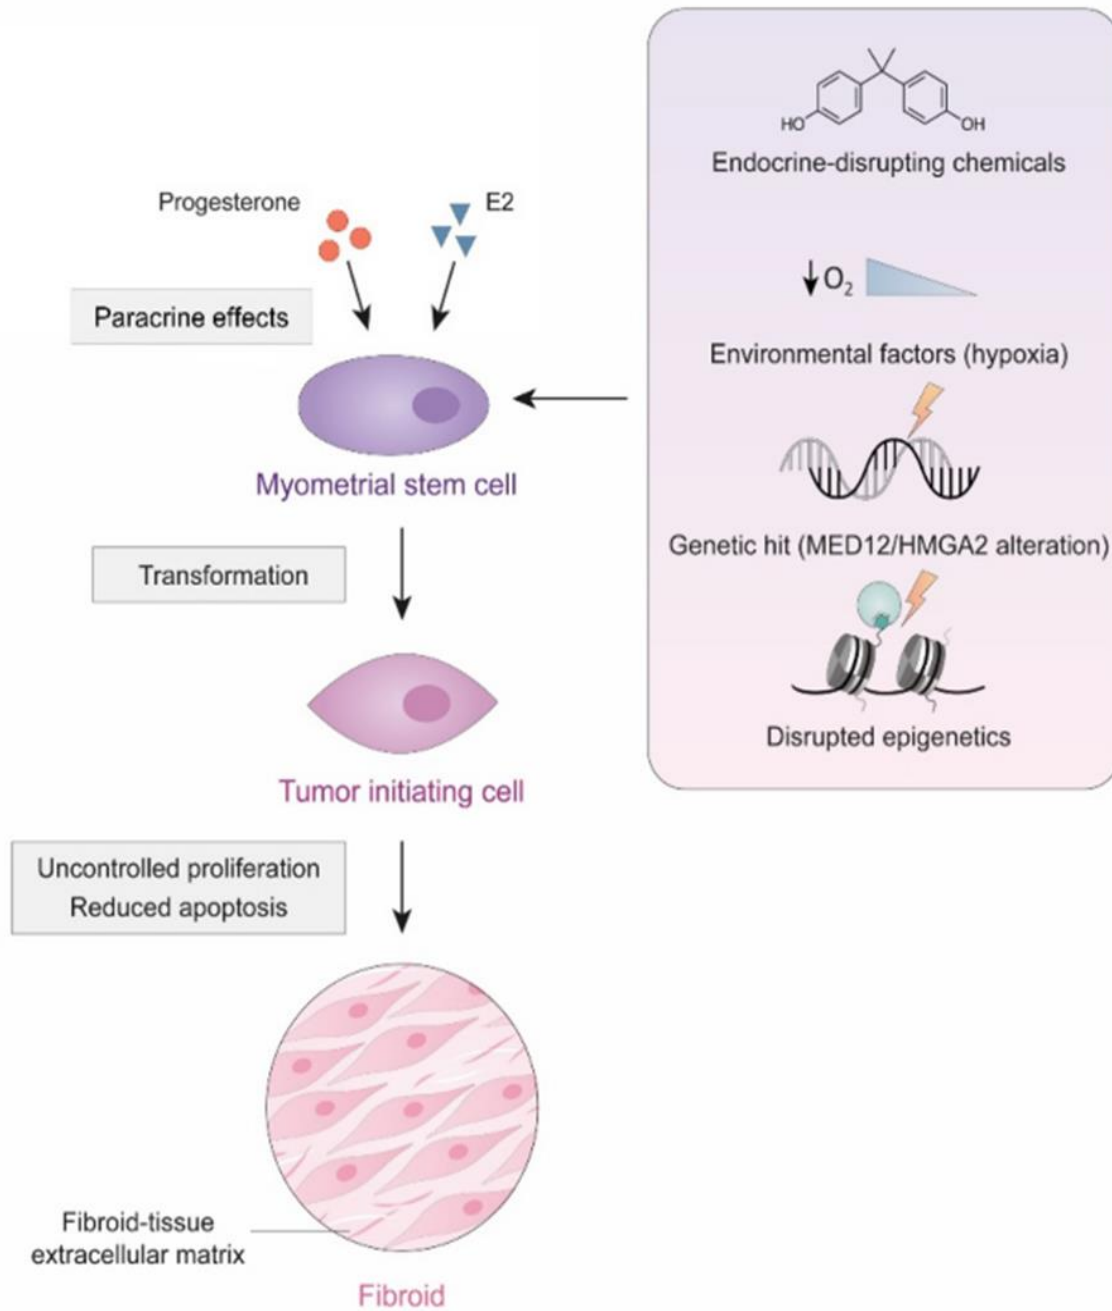 HO
OH
Endocrine-disrupting chemicals
Progesterone
E2
↓O₂
Paracrine effects
Environmental factors (hypoxia)
Myometrial stem cell
Genetic hit (MED12/HMGA2 alteration)
Transformation
Disrupted epigenetics
Tumor initiating cell
Uncontrolled proliferation
Reduced apoptosis
Fibroid-tissue
extracellular matrix
Fibroid